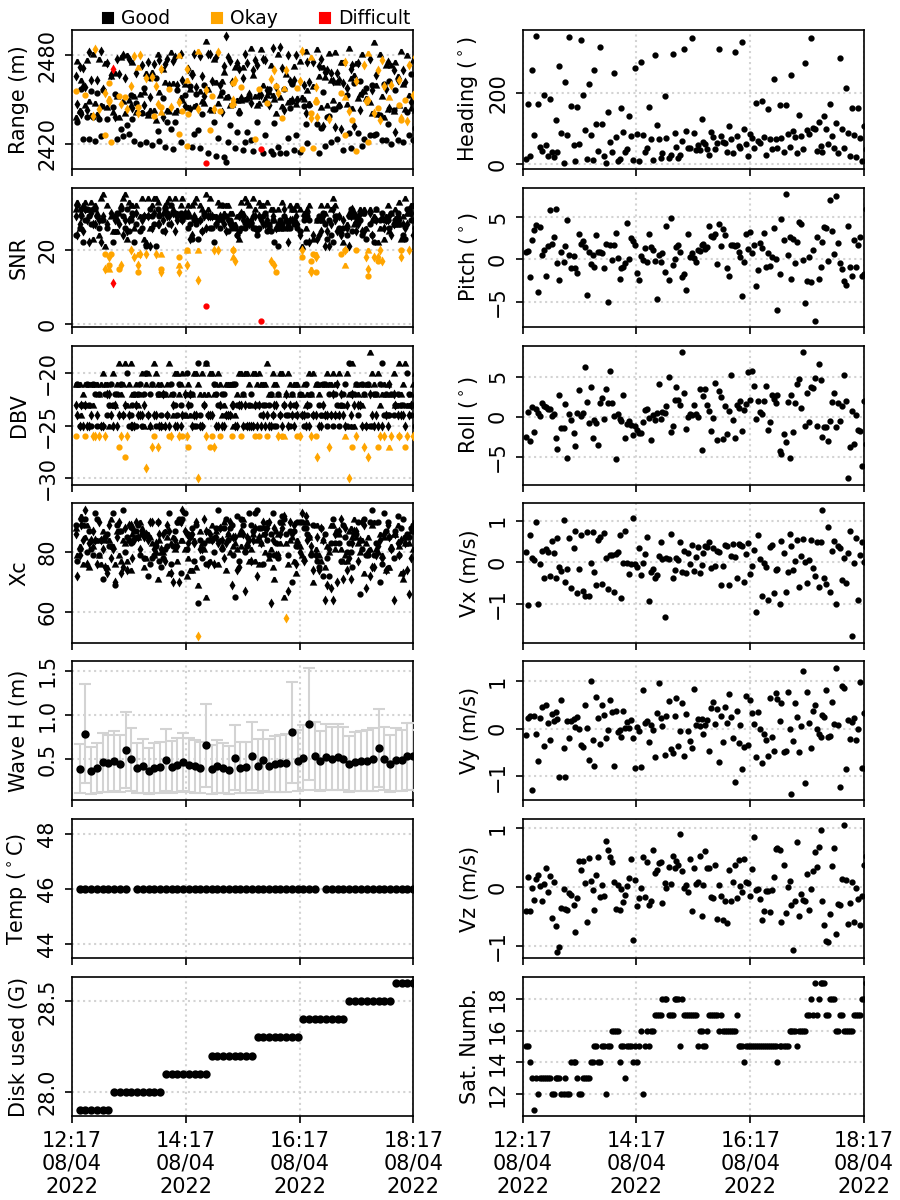 Good Okay Difficult
Range (m)
2480
2420
Heading (°)
200
0
SNR
20
0
Pitch (°)
5
0
−5
DBV
−20
−25
−30
Roll (°)
5
0
−5
Xc
80
60
Vx (m/s)
1
0
−1
Wave H (m)
1.5
1.0
0.5
Vy (m/s)
1
0
−1
Temp (°C)
48
46
44
Vz (m/s)
1
0
−1
Disk used (G)
28.5
28.0
Sat. Numb.
18
16
14
12
12:17 14:17 16:17 18:17 12:17 14:17 16:17 18:17
08/04 08/04 08/04 08/04 08/04 08/04 08/04 08/04
2022 2022 2022 2022 2022 2022 2022 2022